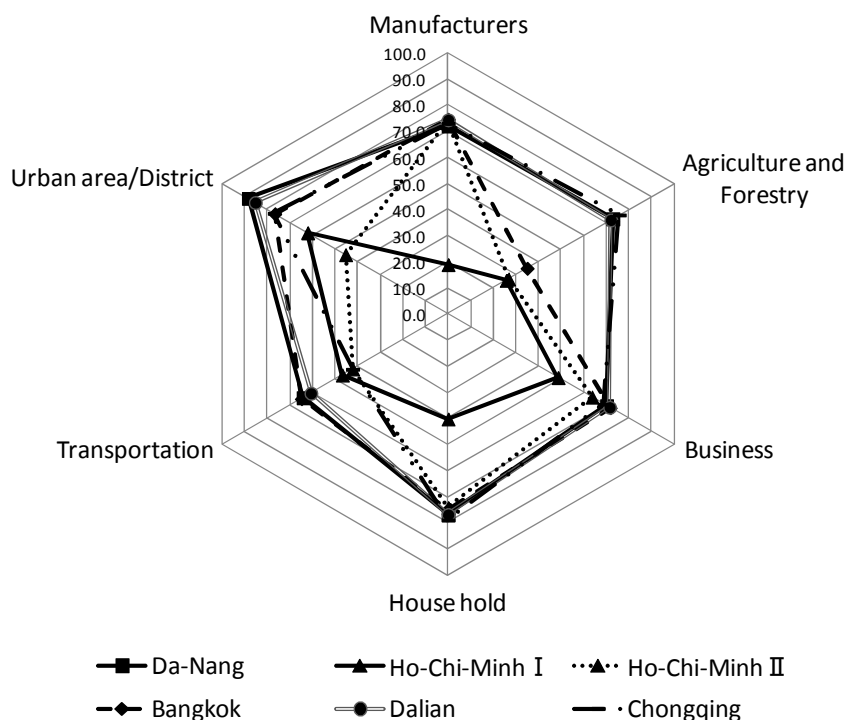 Manufacturers
100.0
90.0
80.0
70.0
60.0
50.0
40.0
30.0
20.0
10.0
0.0
Urban area/District
Agriculture and
Forestry
Transportation
Business
House hold
Da-Nang
Ho-Chi-Minh Ⅰ
Ho-Chi-Minh Ⅱ
Bangkok
Dalian
Chongqing